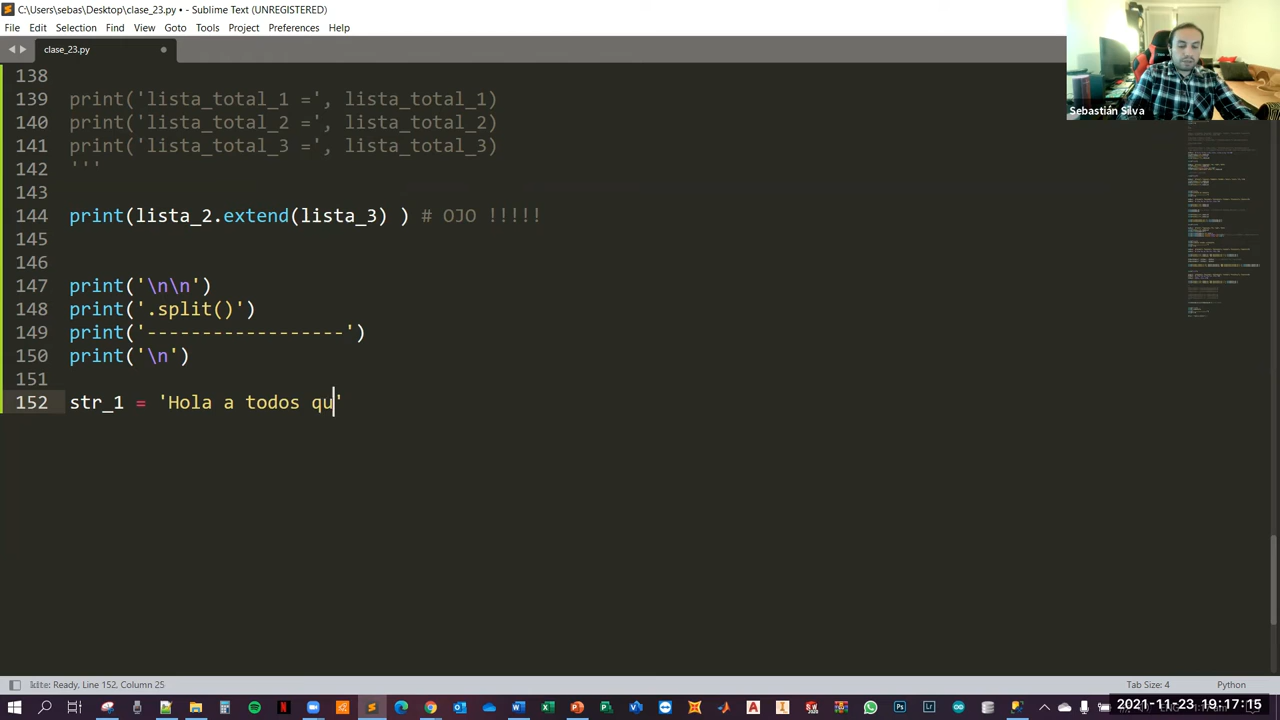 C:\Users\sebas\Desktop\clase_23.py • - Sublime Text (UNREGISTERED)
File Edit Selection Find View Goto Tools Project Preferences Help
clase_23.py
Sebastián Silva
138
139 print('lista_total_1 =', lista_total_1)
140 print('lista_total_2 =', lista_total_2)
141 print('lista_total_3 =', lista_total_3)
142 '''
143
144 print(lista_2.extend(lista_3) ) # OJO !!!!!
145
146
147 print('\n\n')
148 print('.split()')
149 print('------------------')
150 print('\n')
151
152 str_1 = 'Hola a todos qu'
Ready, Line 152, Column 25
Tab Size: 4
Python
2021-11-23 19:17:15